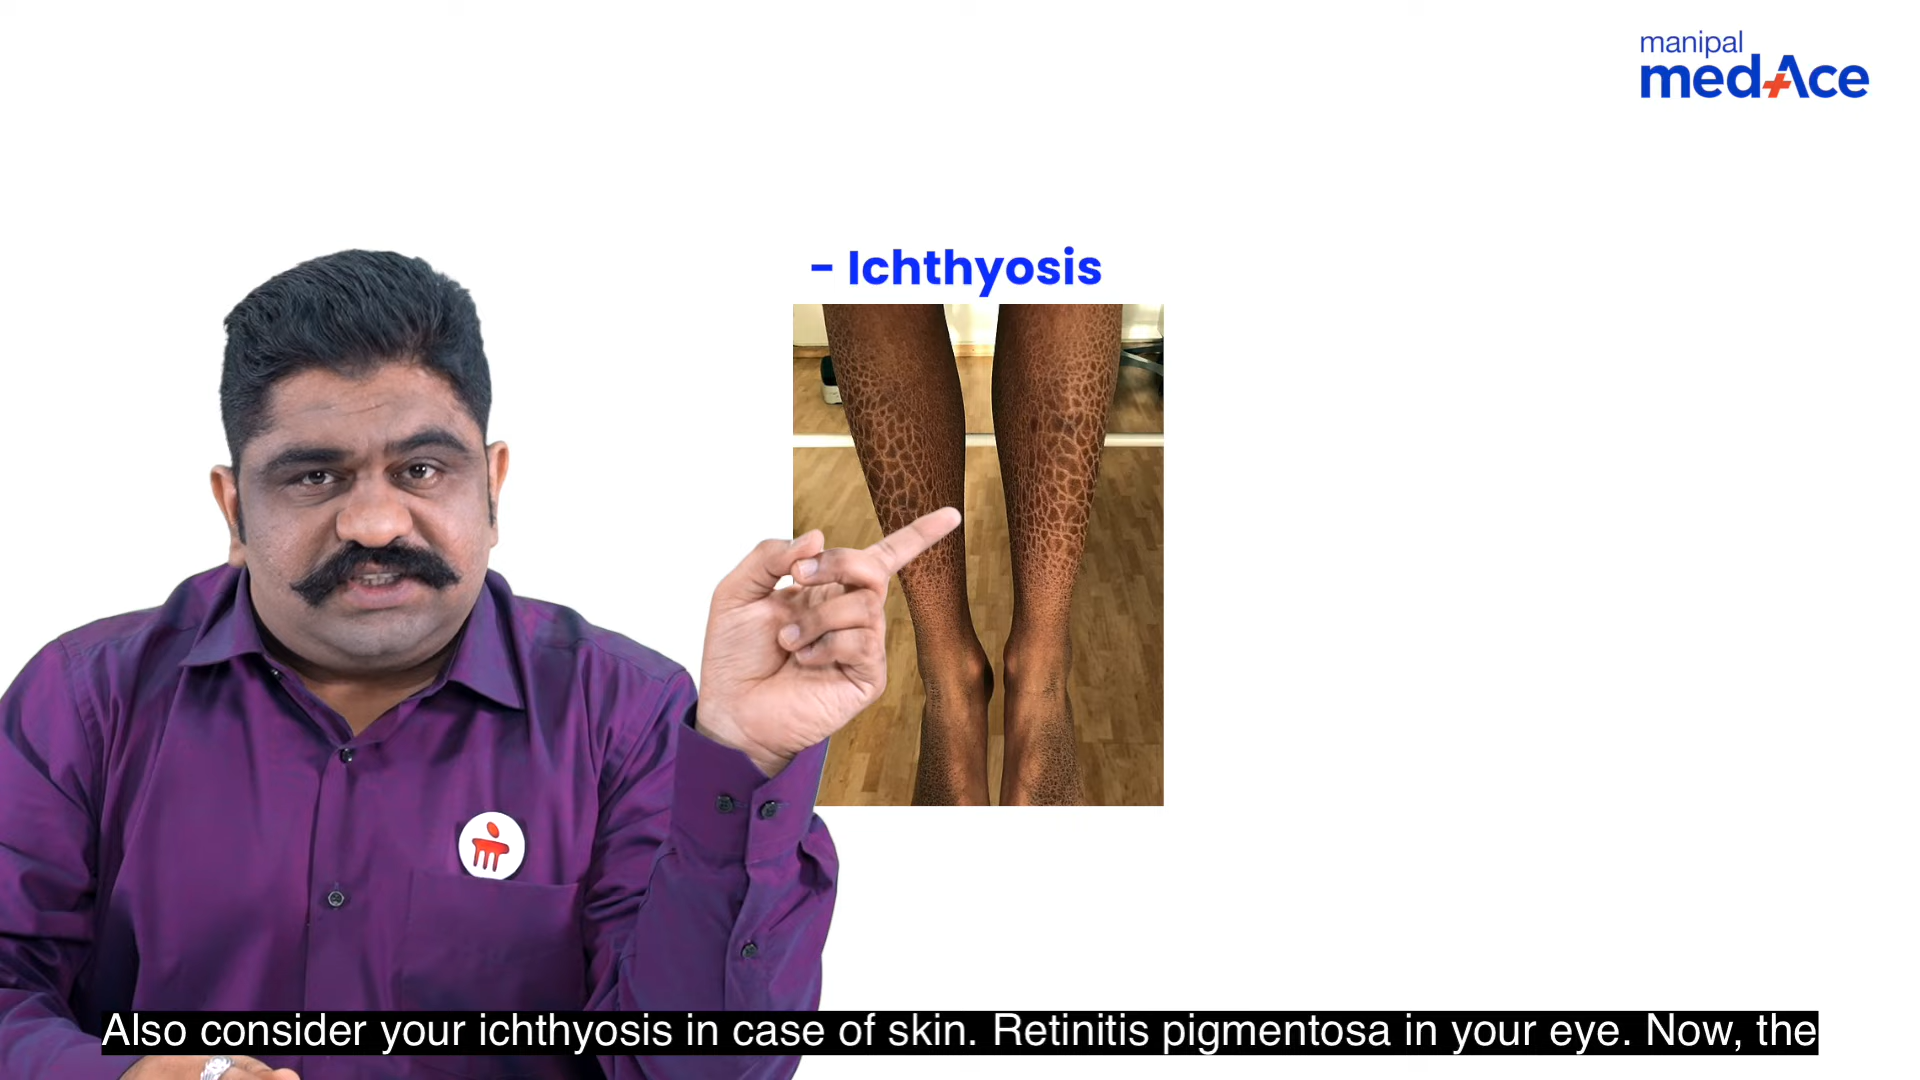 manipal
medAce
- Ichthyosis
Also consider your ichthyosis in case of skin. Retinitis pigmentosa in your eye. Now, the